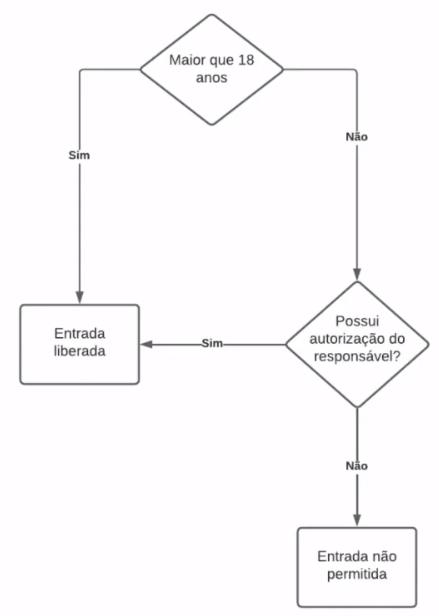 Maior que 18
anos
Sim
Não
Entrada
liberada
Sim
Possui
autorização do
responsável?
Não
Entrada não
permitida